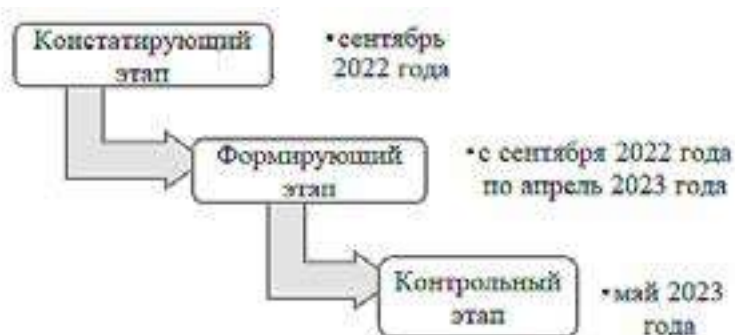 Констатирующий
этап
•сентябрь
2022 года
Формирующий
этап
•с сентября 2022 года
по апрель 2023 года
Контрольный
этап
•май 2023
года